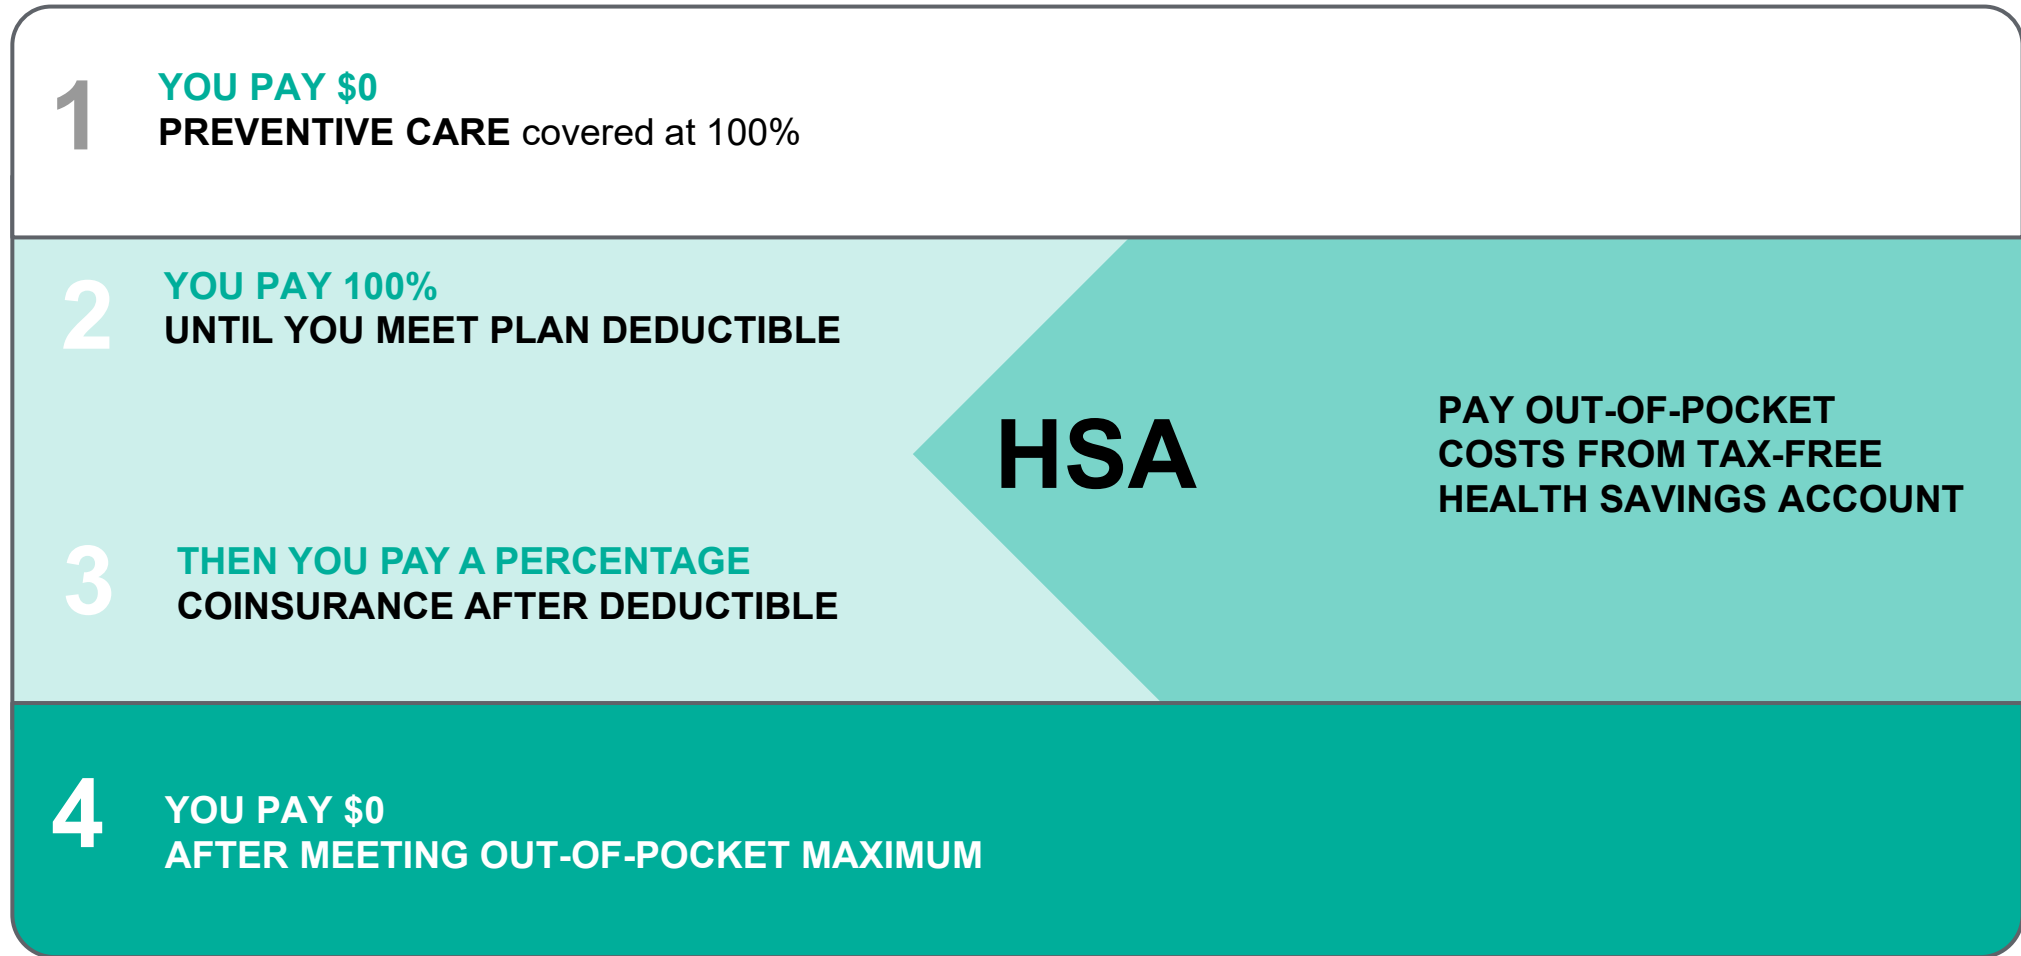 1
YOU PAY $0
PREVENTIVE CARE covered at 100%
2
YOU PAY 100%
UNTIL YOU MEET PLAN DEDUCTIBLE
HSA
PAY OUT-OF-POCKET
COSTS FROM TAX-FREE
HEALTH SAVINGS ACCOUNT
3
THEN YOU PAY A PERCENTAGE
COINSURANCE AFTER DEDUCTIBLE
4
YOU PAY $0
AFTER MEETING OUT-OF-POCKET MAXIMUM